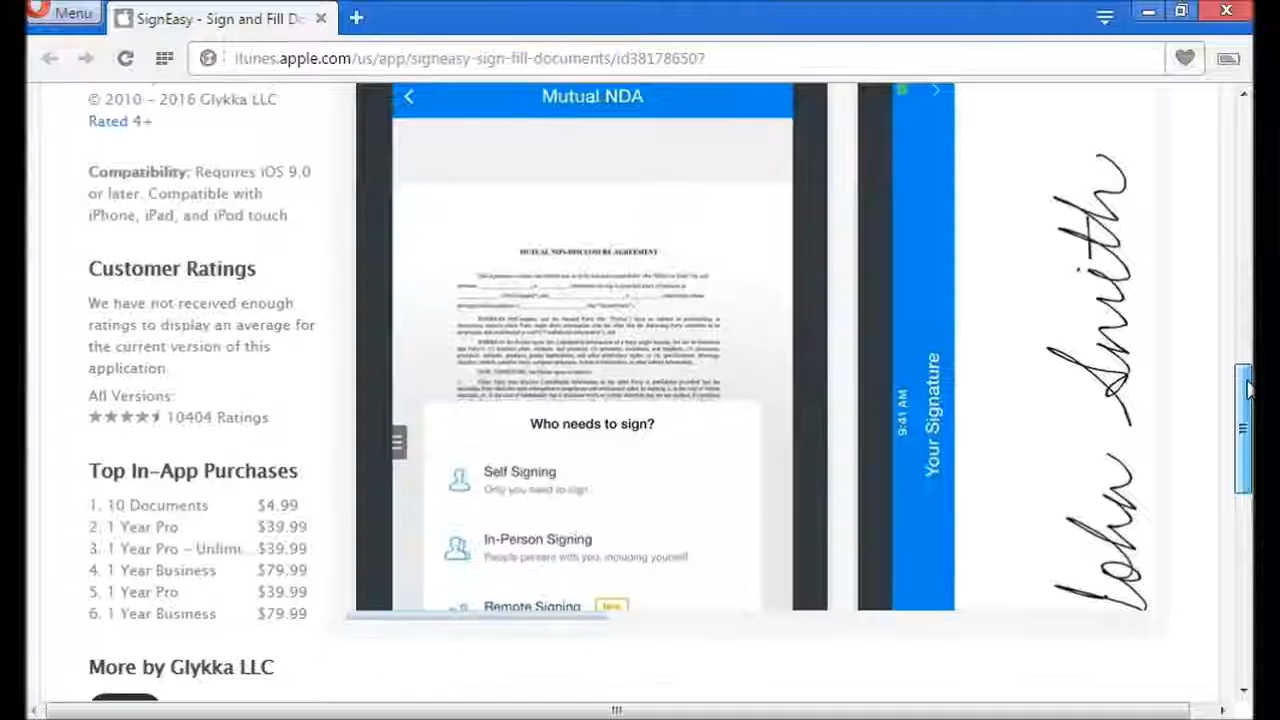 Menu
SignEasy - Sign and Fill Do
itunes.apple.com/us/app/signeasy-sign-fill-documents/id381786507
© 2010 - 2016 Glykka LLC
Rated 4+
Compatibility: Requires iOS 9.0
or later. Compatible with
iPhone, iPad, and iPod touch
Customer Ratings
We have not received enough
ratings to display an average for
the current version of this
application.
All Versions:
10404 Ratings
Top In-App Purchases
1. 10 Documents $4.99
2. 1 Year Pro $39.99
3. 1 Year Pro - Unlim $39.99
4. 1 Year Business $79.99
5. 1 Year Pro $39.99
6. 1 Year Business $79.99
More by Glykka LLC
Mutual NDA
MUTUAL NON-DISCLOSURE AGREEMENT
Who needs to sign?
Self Signing
Only you need to sign
In-Person Signing
People persent with you, including yourself
Remote Signing
9:41 AM
Your Signature
John Smith